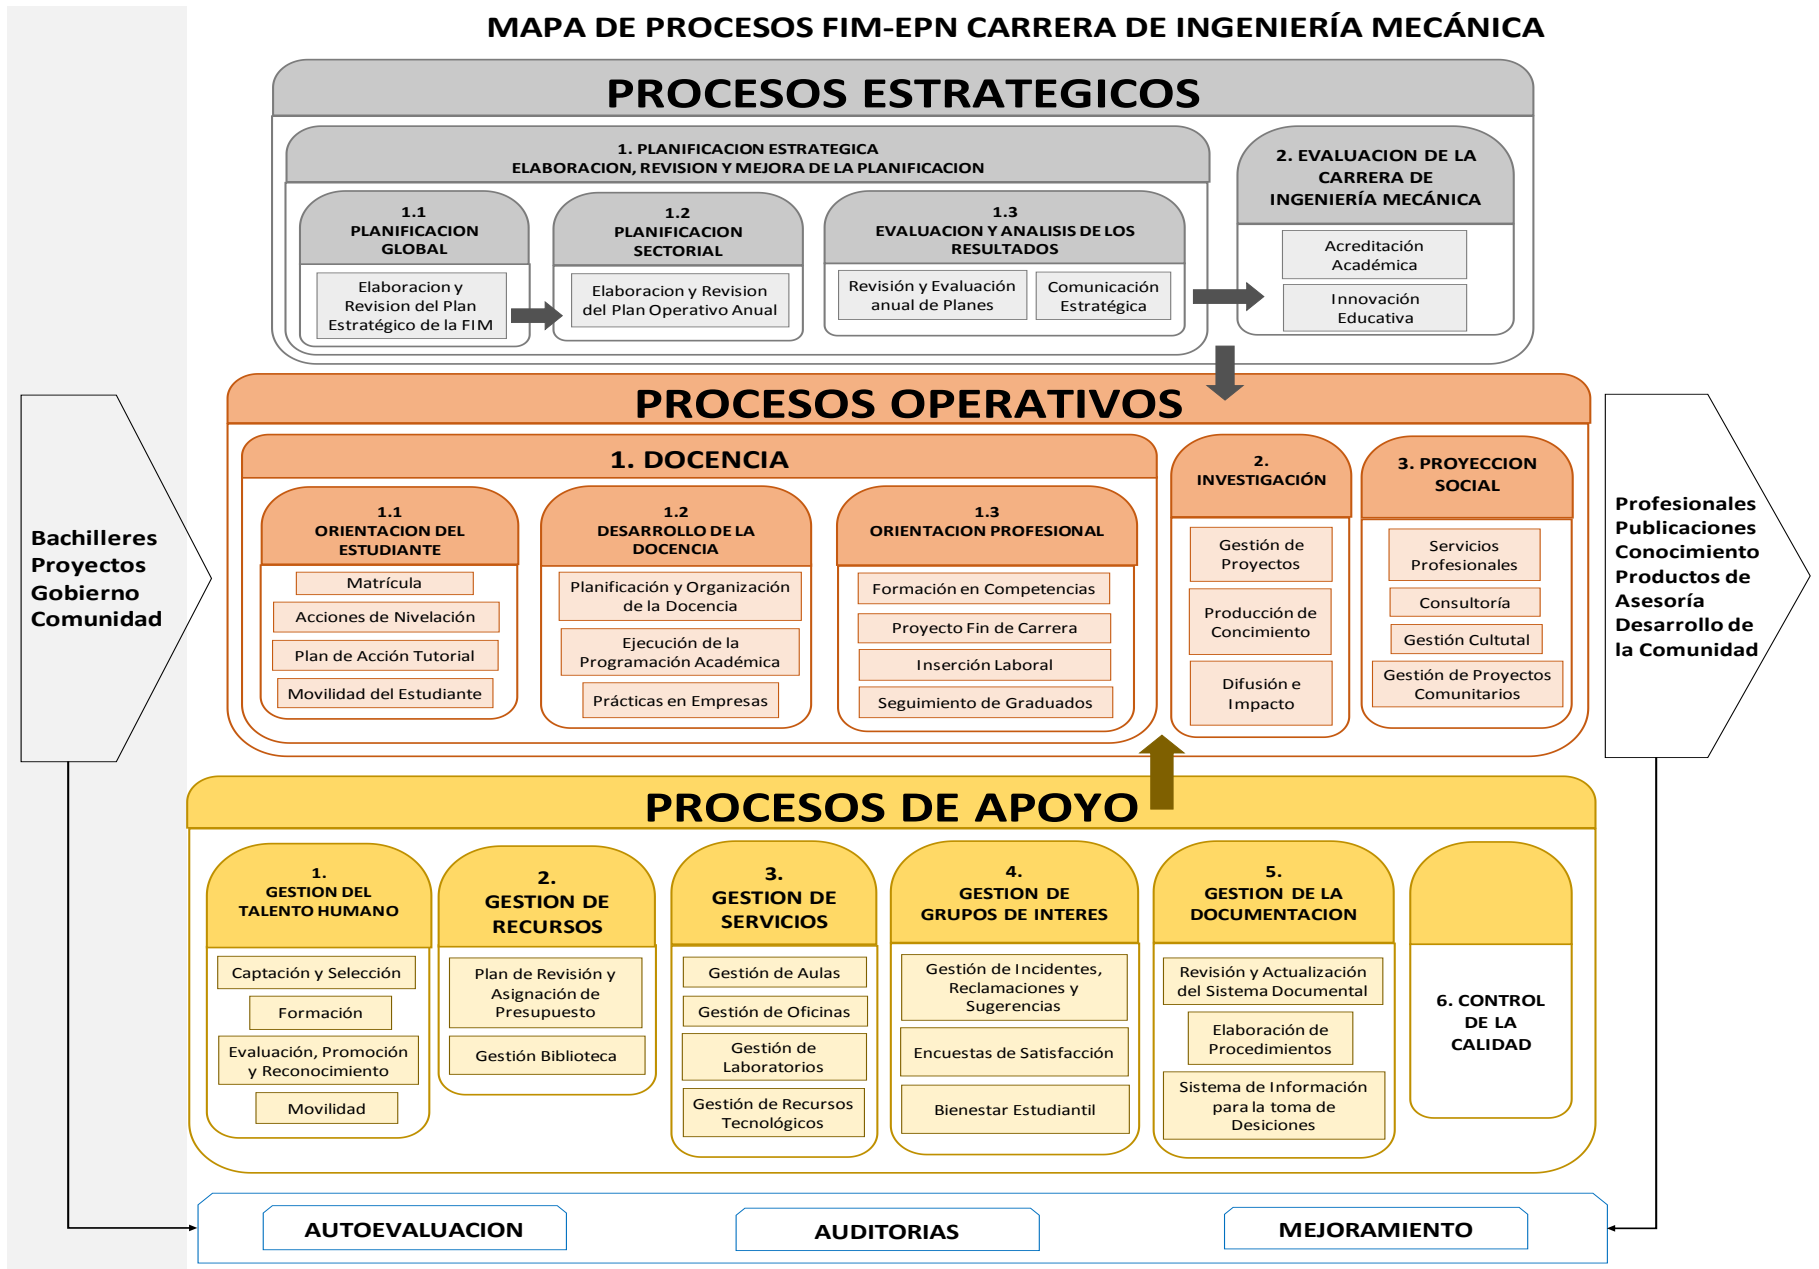 MAPA DE PROCESOS FIM-EPN CARRERA DE INGENIERÍA MECÁNICA
PROCESOS ESTRATEGICOS
1. PLANIFICACION ESTRATEGICA
ELABORACION, REVISION Y MEJORA DE LA PLANIFICACION
1.1
PLANIFICACION
GLOBAL
Elaboracion y
Revision del Plan
Estratégico de la FIM
1.2
PLANIFICACION
SECTORIAL
Elaboracion y Revision
del Plan Operativo Anual
1.3
EVALUACION Y ANALISIS DE LOS
RESULTADOS
Revisión y Evaluación
anual de Planes
Comunicación
Estratégica
2. EVALUACION DE LA
CARRERA DE
INGENIERÍA MECÁNICA
Acreditación
Académica
Innovación
Educativa
Bachilleres
Proyectos
Gobierno
Comunidad
PROCESOS OPERATIVOS
1. DOCENCIA
1.1
ORIENTACION DEL
ESTUDIANTE
Matrícula
Acciones de Nivelación
Plan de Acción Tutorial
Movilidad del Estudiante
1.2
DESARROLLO DE LA
DOCENCIA
Planificación y Organización
de la Docencia
Ejecución de la
Programación Académica
Prácticas en Empresas
1.3
ORIENTACION PROFESIONAL
Formación en Competencias
Proyecto Fin de Carrera
Inserción Laboral
Seguimiento de Graduados
2.
INVESTIGACIÓN
Gestión de
Proyectos
Producción de
Concimiento
Difusión e
Impacto
3. PROYECCION
SOCIAL
Servicios
Profesionales
Consultoría
Gestión Cultutal
Gestión de Proyectos
Comunitarios
Profesionales
Publicaciones
Conocimiento
Productos de
Asesoría
Desarrollo de
la Comunidad
PROCESOS DE APOYO
1.
GESTION DEL
TALENTO HUMANO
Captación y Selección
Formación
Evaluación, Promoción
y Reconocimiento
Movilidad
2.
GESTION DE
RECURSOS
Plan de Revisión y
Asignación de
Presupuesto
Gestión Biblioteca
3.
GESTION DE
SERVICIOS
Gestión de Aulas
Gestión de Oficinas
Gestión de
Laboratorios
Gestión de Recursos
Tecnológicos
4.
GESTION DE
GRUPOS DE INTERES
Gestión de Incidentes,
Reclamaciones y
Sugerencias
Encuestas de Satisfacción
Bienestar Estudiantil
5.
GESTION DE LA
DOCUMENTACION
Revisión y Actualización
del Sistema Documental
Elaboración de
Procedimientos
Sistema de Información
para la toma de
Desiciones
6. CONTROL
DE LA
CALIDAD
AUTOEVALUACION
AUDITORIAS
MEJORAMIENTO